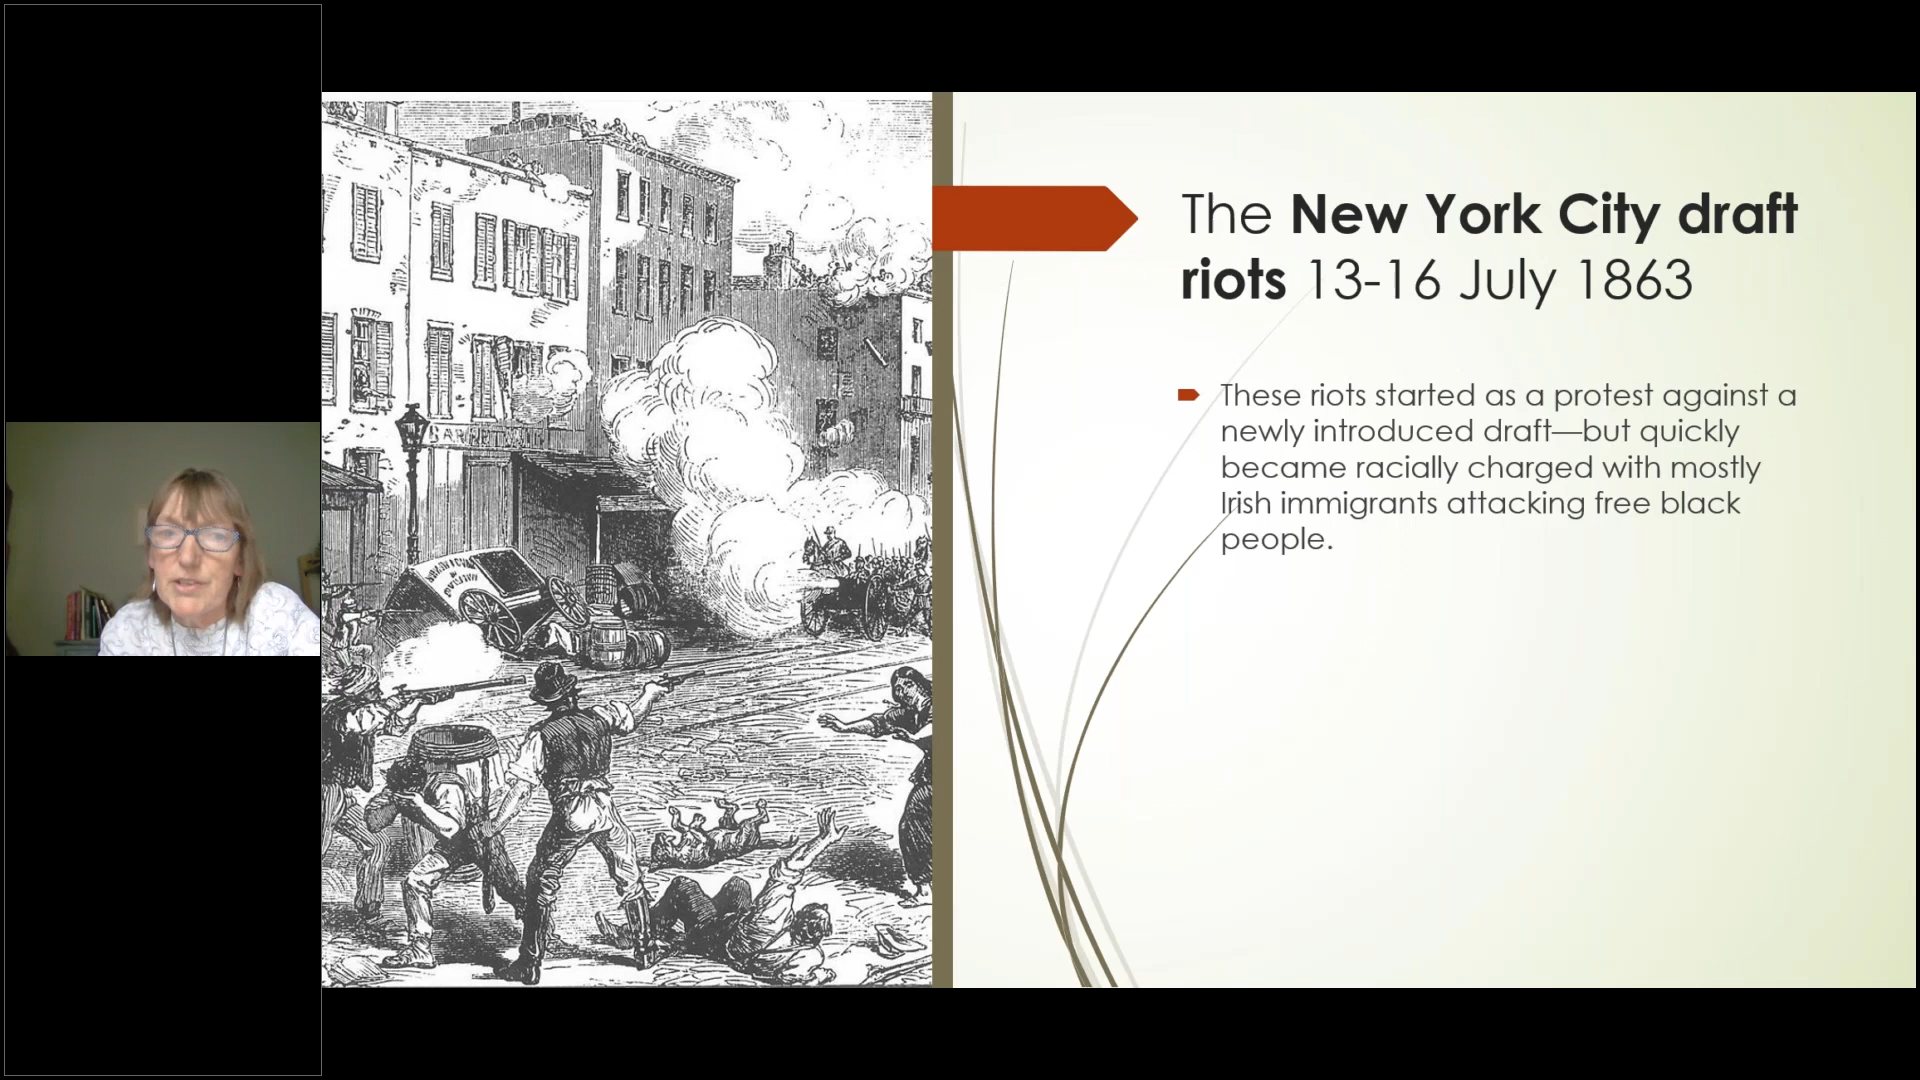 The New York City draft
riots 13-16 July 1863
These riots started as a protest against a
newly introduced draft—but quickly
became racially charged with mostly
Irish immigrants attacking free black
people.